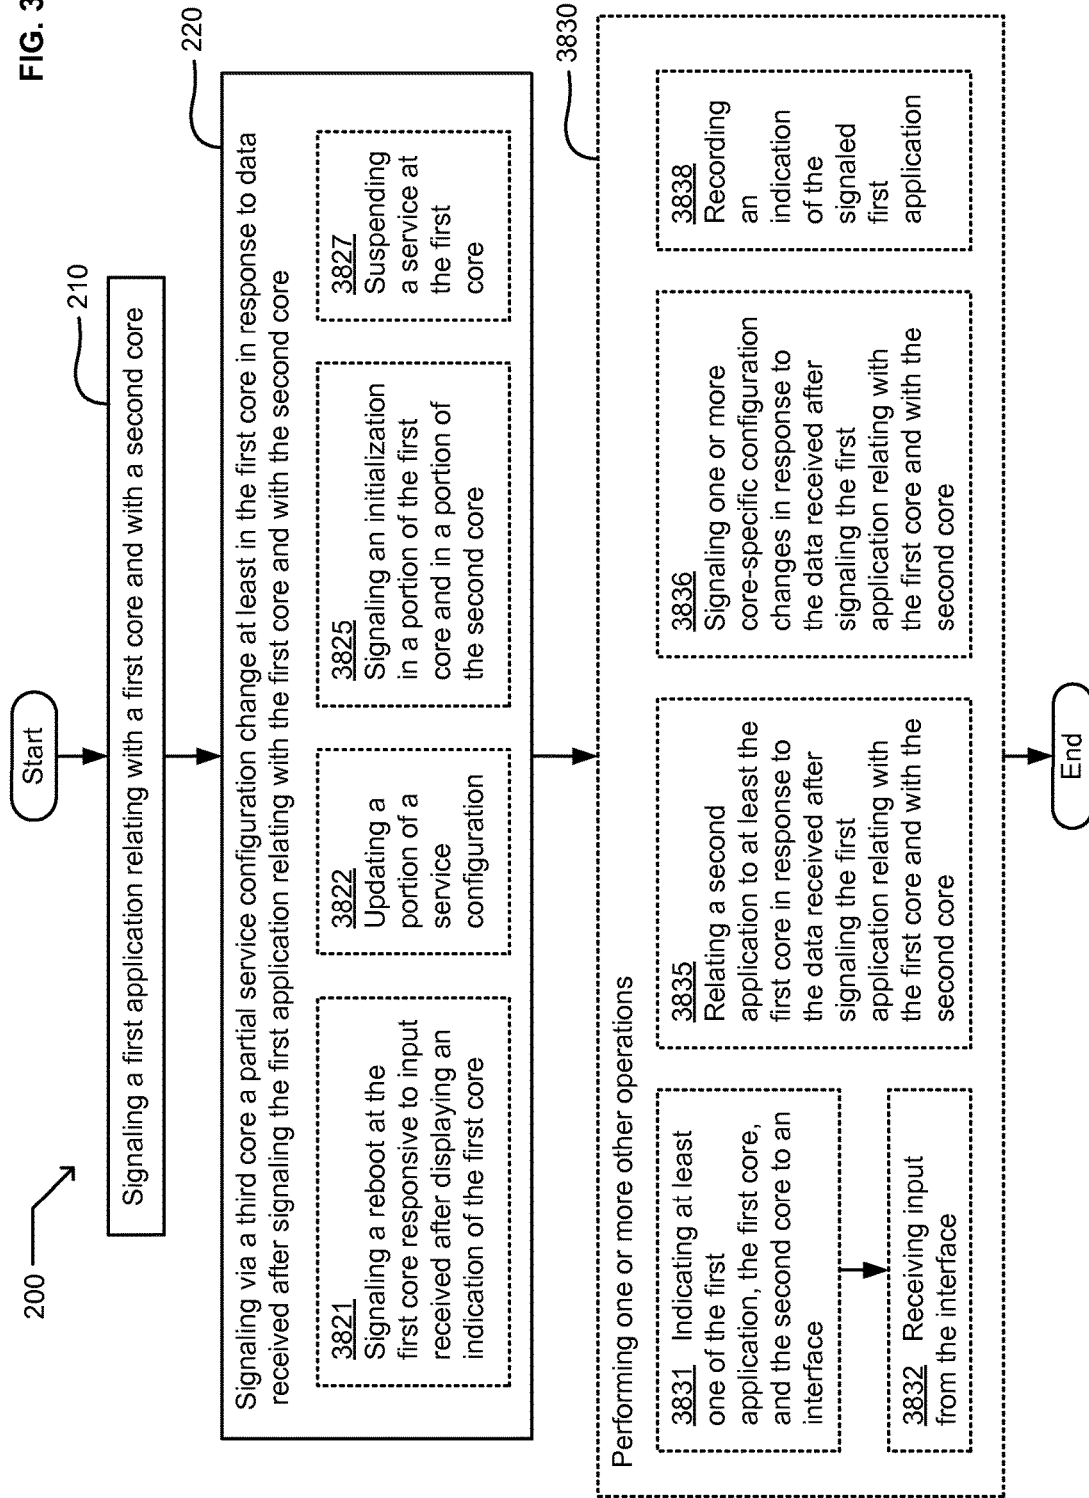 FIG. 3
200
Start
210
Signaling a first application relating with a first core and with a second core
220
Signaling via a third core a partial service configuration change at least in the first core in response to data
received after signaling the first application relating with the first core and with the second core
3821
Signaling a reboot at the
first core responsive to input
received after displaying an
indication of the first core
3822
Updating a
portion of a
service
configuration
3825
Signaling an initialization
in a portion of the first
core and in a portion of
the second core
3827
Suspending
a service at
the first
core
3830
Performing one or more other operations
3831 Indicating at least
one of the first
application, the first core,
and the second core to an
interface
3832 Receiving input
from the interface
3835
Relating a second
application to at least the
first core in response to
the data received after
signaling the first
application relating with
the first core and with the
second core
3836
Signaling one or more
core-specific configuration
changes in response to
the data received after
signaling the first
application relating with
the first core and with the
second core
3838
Recording
an
indication
of the
signaled
first
application
End